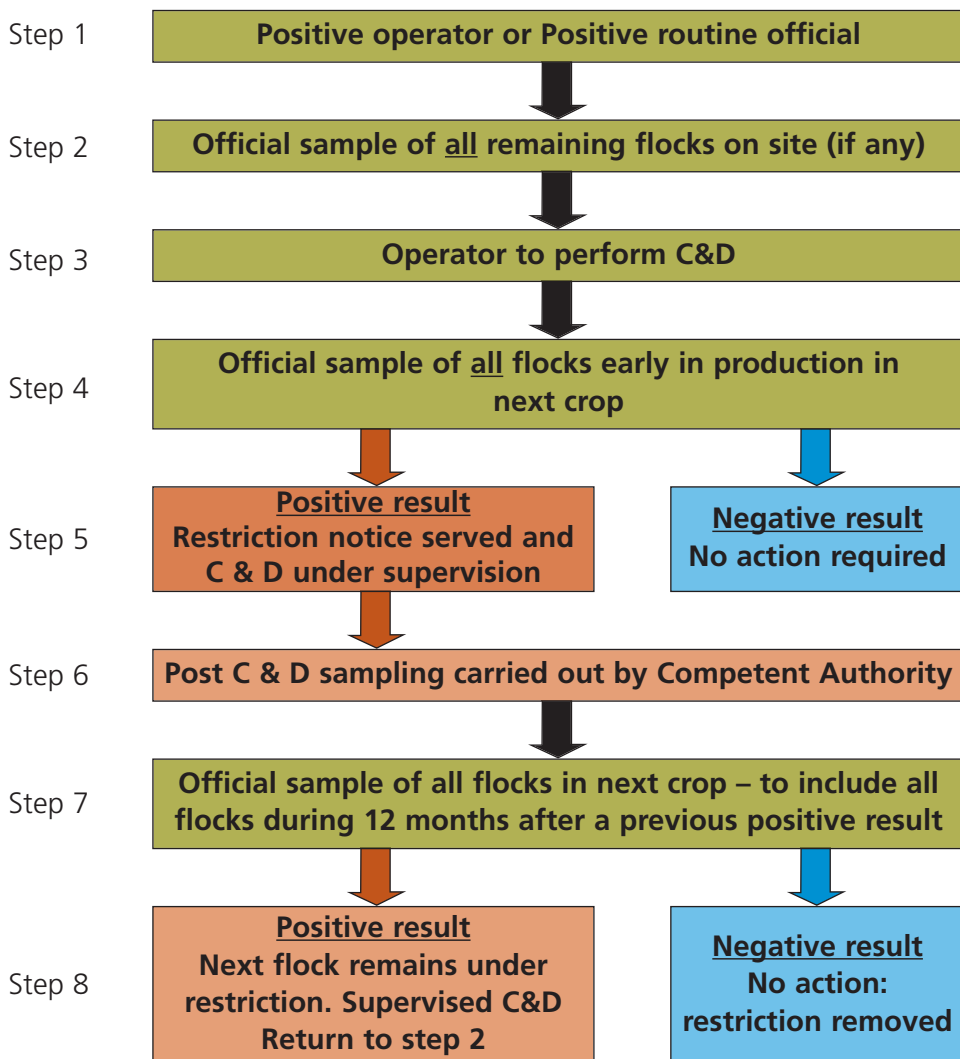 Step 1
Positive operator or Positive routine official
Step 2
Official sample of all remaining flocks on site (if any)
Step 3
Operator to perform C&D
Step 4
Official sample of all flocks early in production in
next crop
Step 5
Positive result
Restriction notice served and
C & D under supervision
Negative result
No action required
Step 6
Post C & D sampling carried out by Competent Authority
Step 7
Official sample of all flocks in next crop – to include all
flocks during 12 months after a previous positive result
Step 8
Positive result
Next flock remains under
restriction. Supervised C&D
Return to step 2
Negative result
No action:
restriction removed